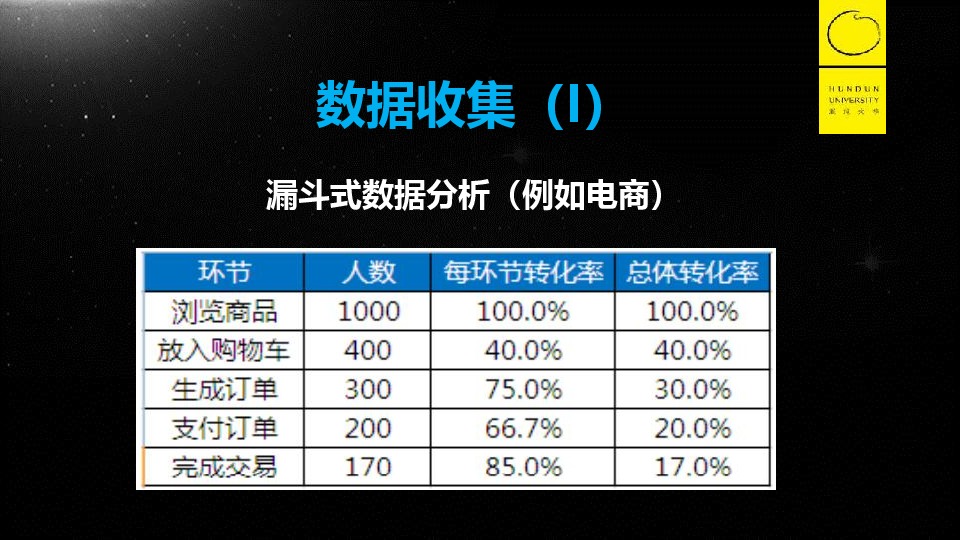 HUNDUN
UNIVERSITY
混沌大学
数据收集（I）
漏斗式数据分析（例如电商）
环节 人数 每环节转化率 总体转化率
浏览商品 1000 100.0% 100.0%
放入购物车 400 40.0% 40.0%
生成订单 300 75.0% 30.0%
支付订单 200 66.7% 20.0%
完成交易 170 85.0% 17.0%